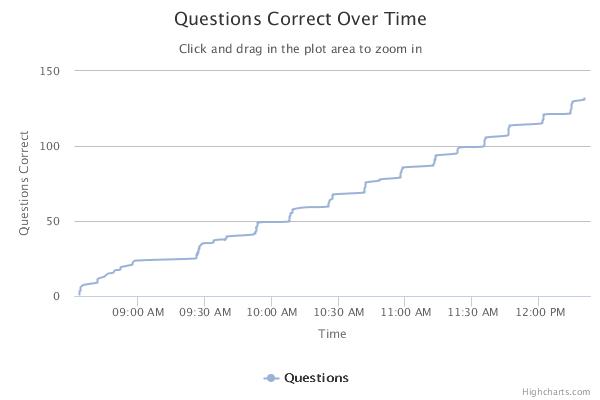 Questions Correct Over Time
Click and drag in the plot area to zoom in
150
100
50
0
Questions Correct
09:00 AM 09:30 AM 10:00 AM 10:30 AM 11:00 AM 11:30 AM 12:00 PM
Time
Questions
Highcharts.com